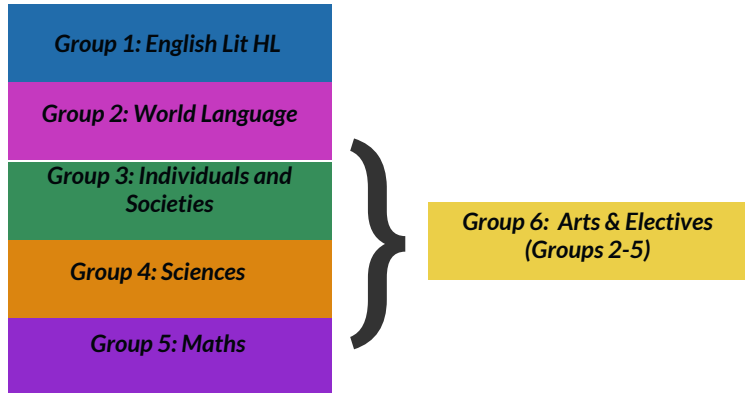 Group 1: English Lit HL
Group 2: World Language
Group 3: Individuals and
Societies
Group 4: Sciences
Group 5: Maths
Group 6:  Arts & Electives
(Groups 2-5)